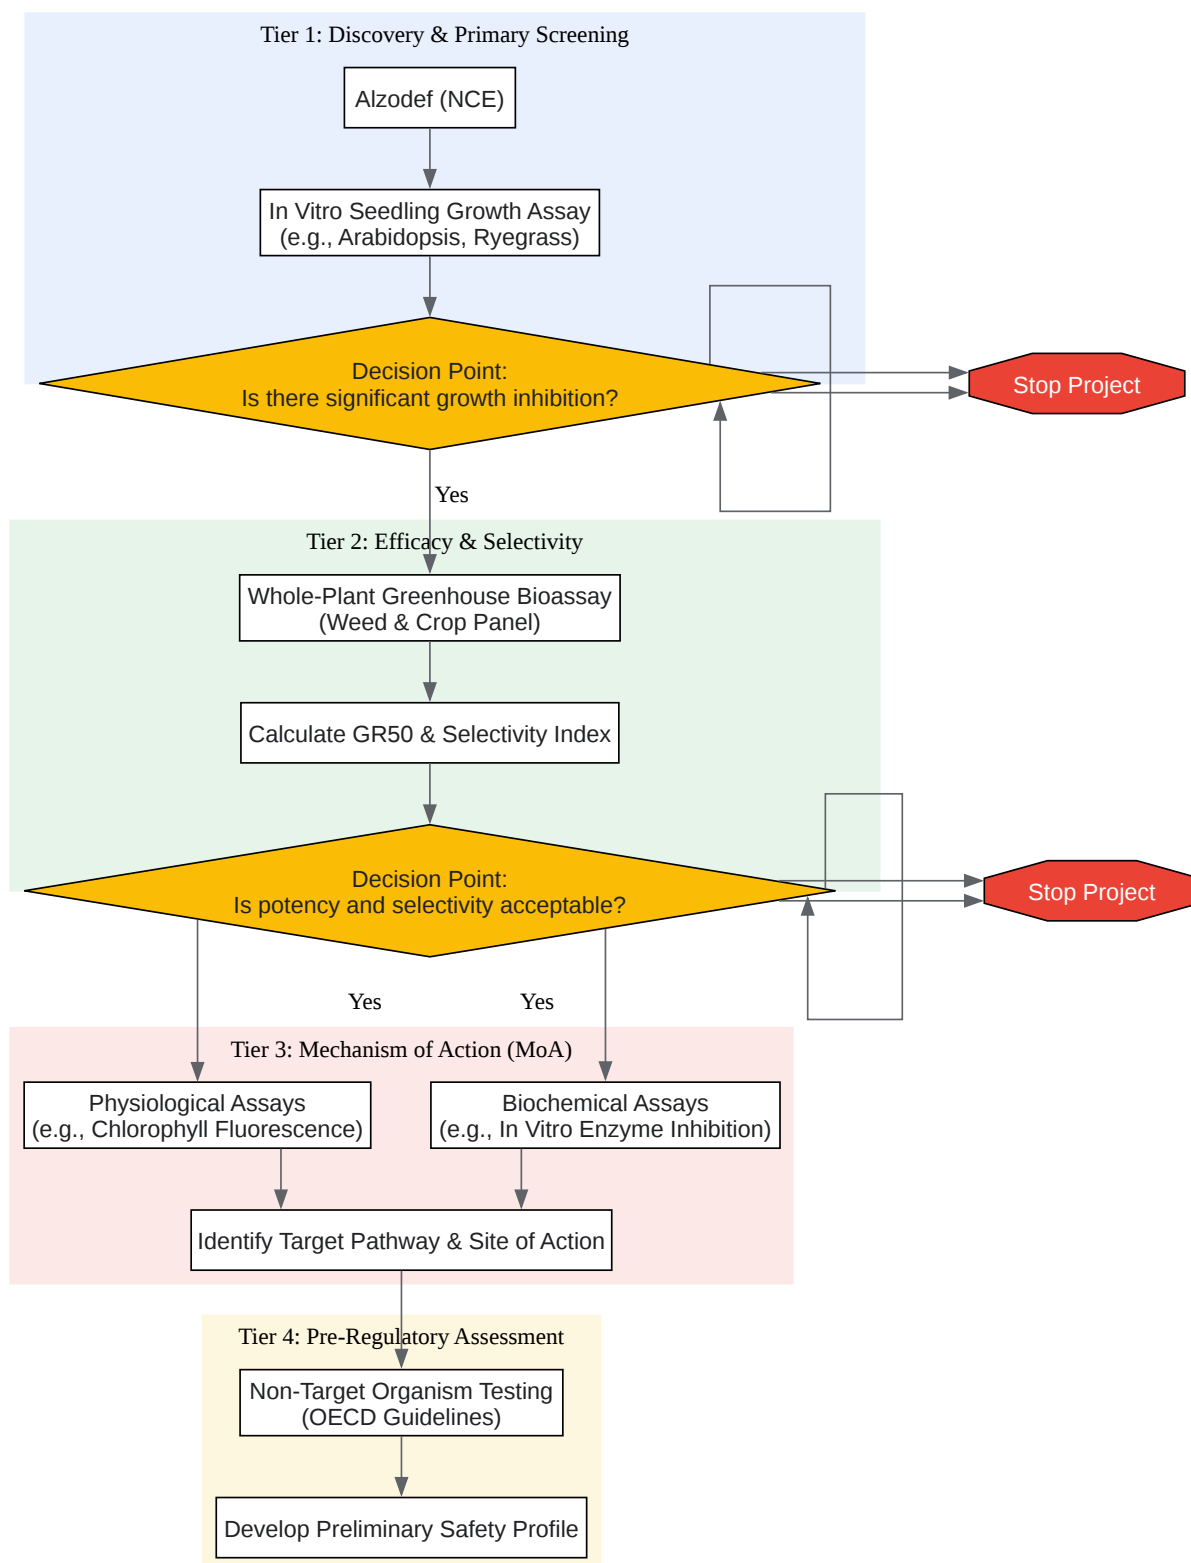 Tier 1: Discovery & Primary Screening
Alzodef (NCE)
In Vitro Seedling Growth Assay
(e.g., Arabidopsis, Ryegrass)
Decision Point:
Is there significant growth inhibition?
Stop Project
Yes
Tier 2: Efficacy & Selectivity
Whole-Plant Greenhouse Bioassay
(Weed & Crop Panel)
Calculate GR50 & Selectivity Index
Decision Point:
Is potency and selectivity acceptable?
Stop Project
Yes
Yes
Tier 3: Mechanism of Action (MoA)
Physiological Assays
(e.g., Chlorophyll Fluorescence)
Biochemical Assays
(e.g., In Vitro Enzyme Inhibition)
Identify Target Pathway & Site of Action
Tier 4: Pre-Regulatory Assessment
Non-Target Organism Testing
(OECD Guidelines)
Develop Preliminary Safety Profile